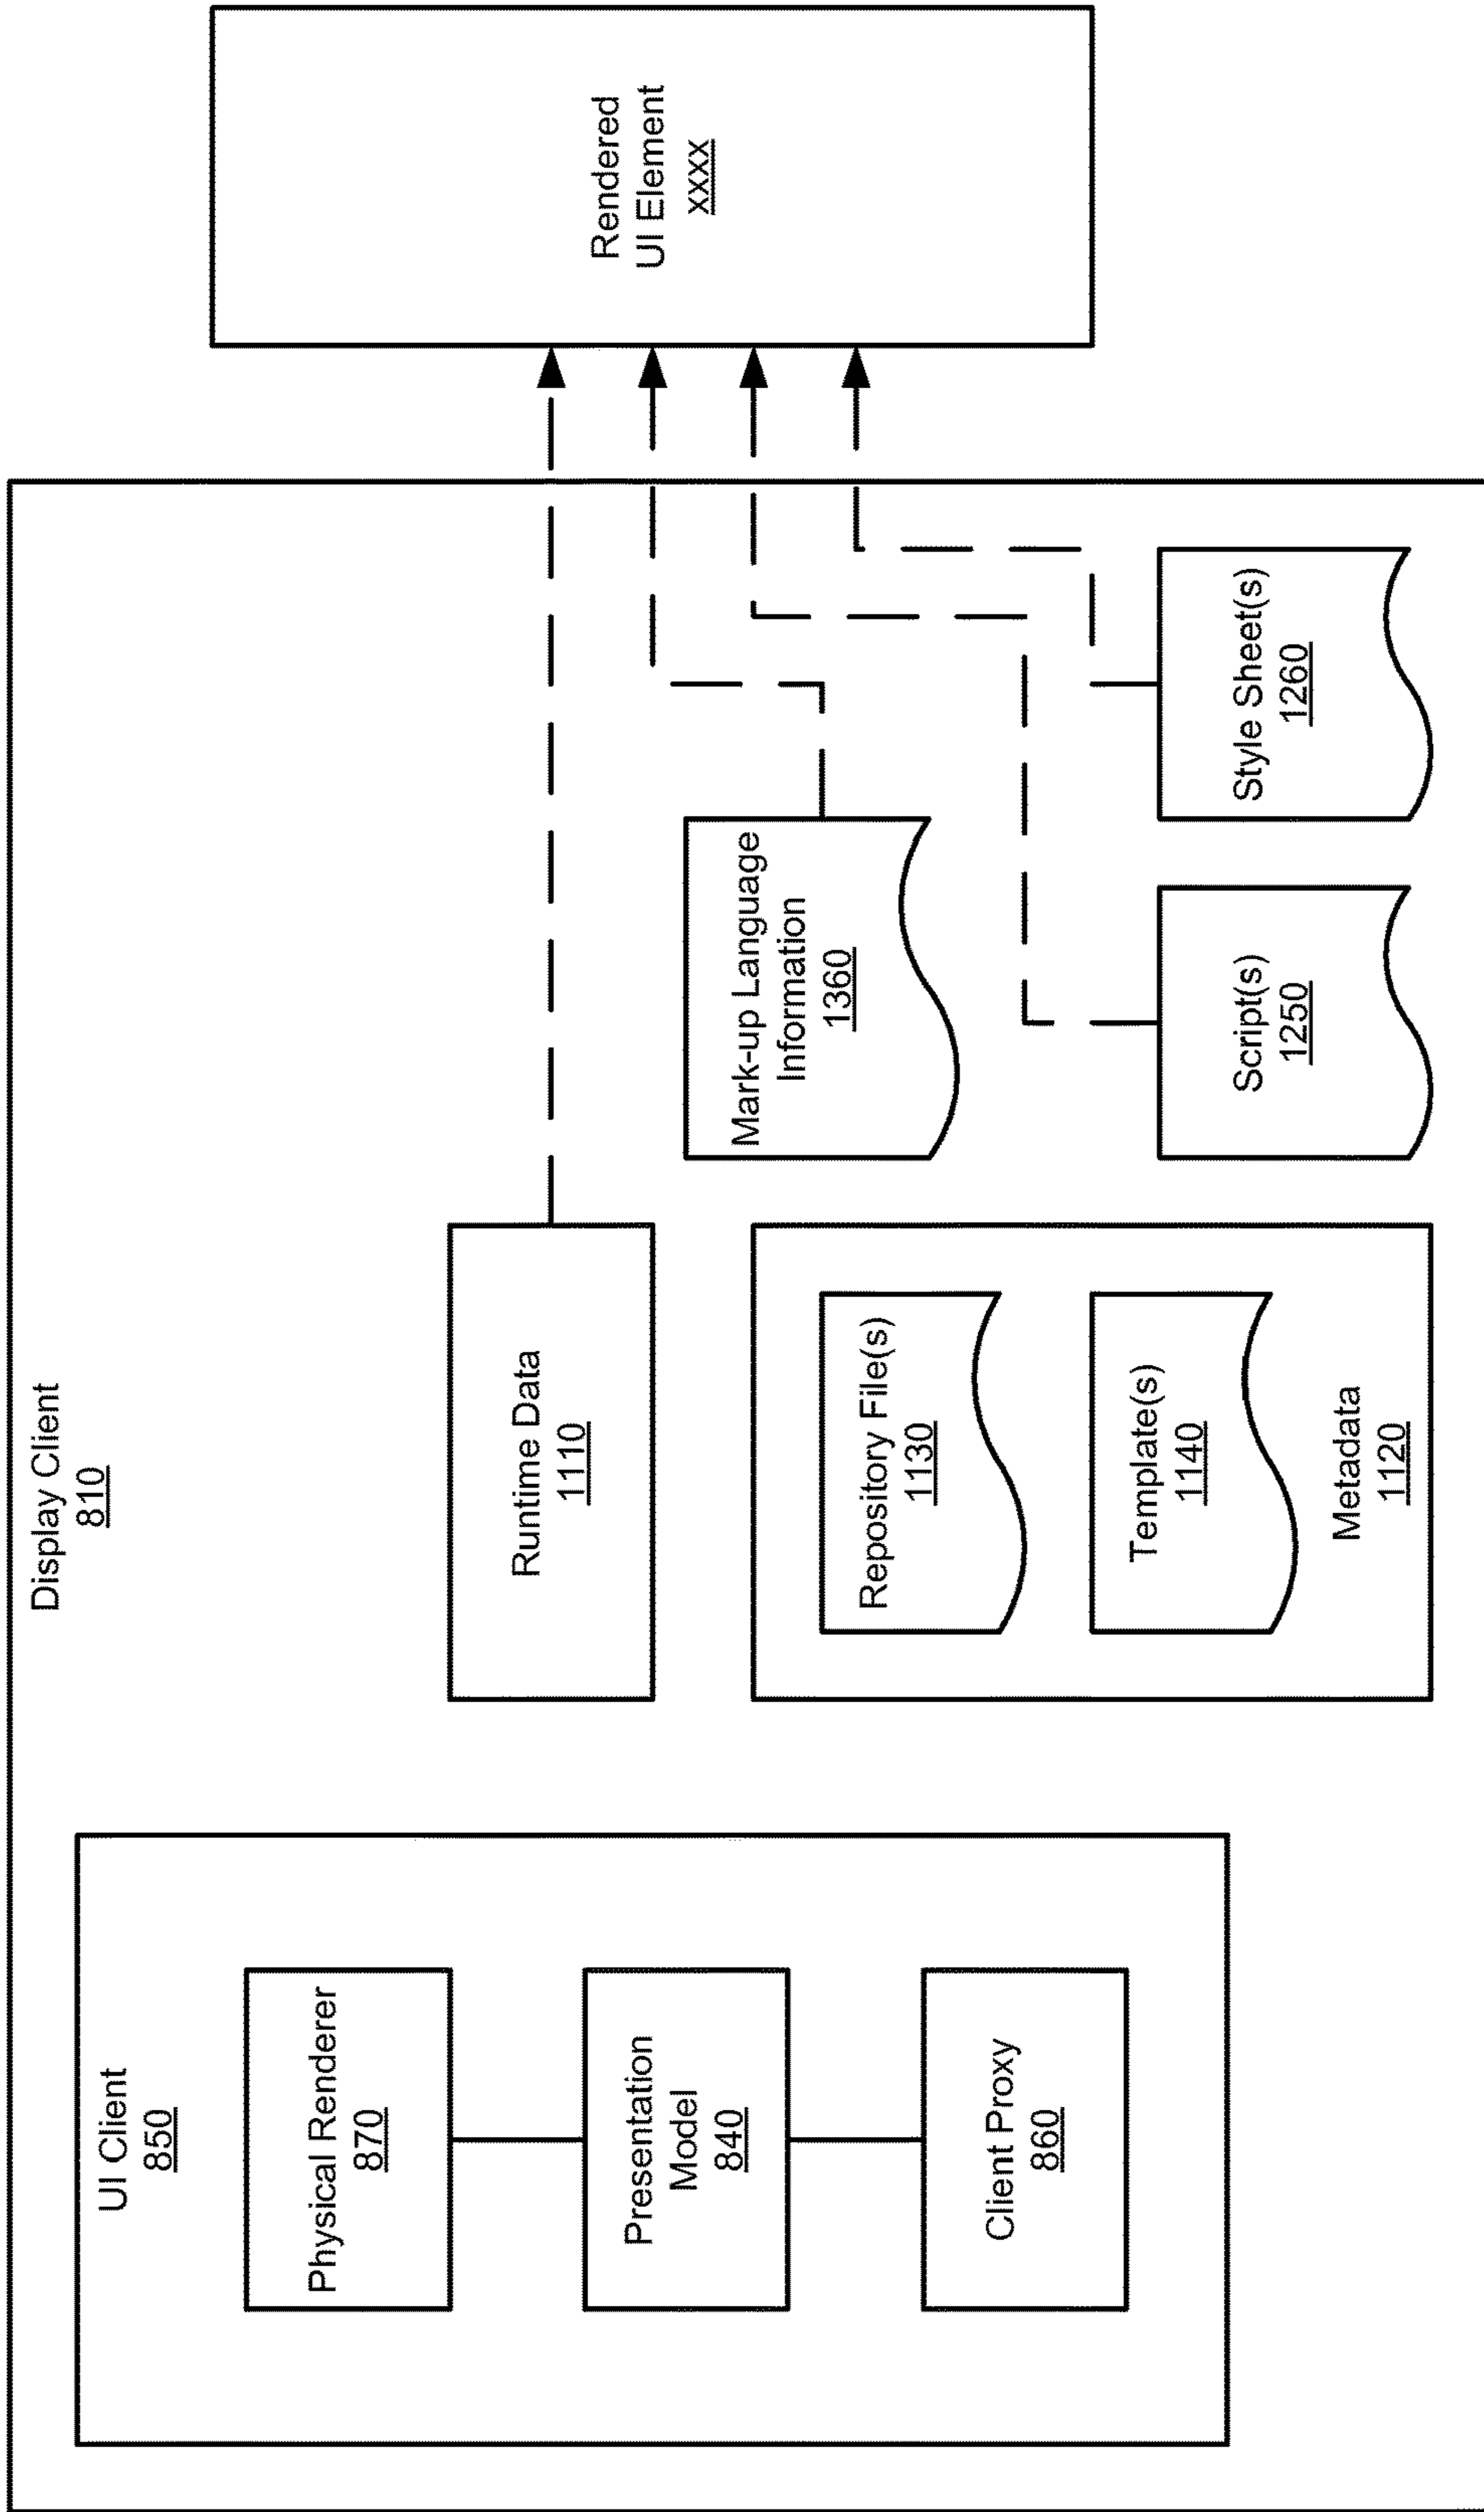 Display Client
810
UI Client
850
Physical Renderer
870
Presentation
Model
840
Client Proxy
860
Runtime Data
1110
Repository File(s)
1130
Template(s)
1140
Metadata
1120
Mark-up Language
Information
1360
Script(s)
1250
Style Sheet(s)
1260
Rendered
UI Element
xxxx